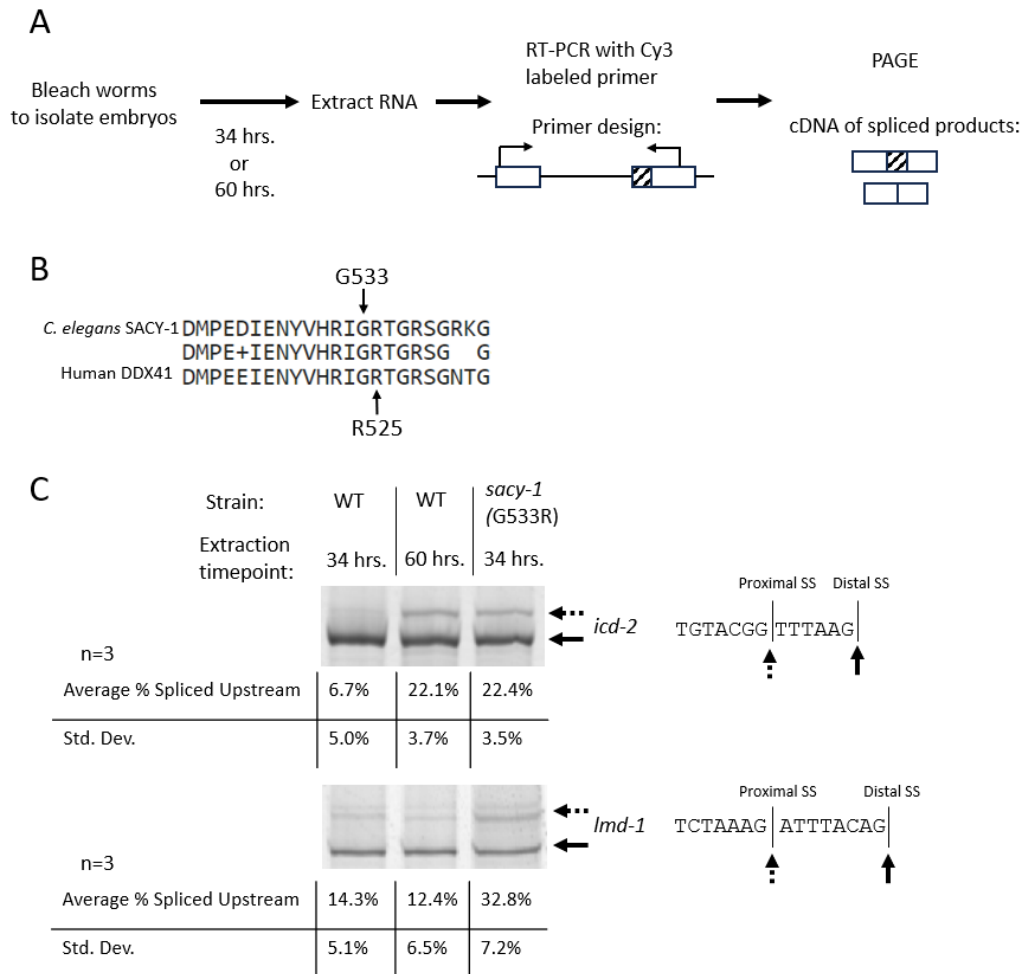 A
Bleach worms
to isolate embryos
34 hrs.
or
60 hrs.
Extract RNA
RT-PCR with Cy3
labeled primer
Primer design:
PAGE
cDNA of spliced products:
B
G533
C. elegans SACY-1 DMPEDIENYVHRIGRTGRSGRKG
DMPE+IENYVHRIGRTGRSG G
Human DDX41 DMPEEIENYVHRIGRTGRSGNTG
R525
C
Strain: WT WT sacy-1
(G533R)
Extraction
timepoint: 34 hrs. 60 hrs. 34 hrs.
icd-2
Proximal SS Distal SS
TGTACGG TTTAAG
n=3
Average % Spliced Upstream 6.7% 22.1% 22.4%
Std. Dev. 5.0% 3.7% 3.5%
lmd-1
Proximal SS Distal SS
TCTAAAG ATTTACAG
n=3
Average % Spliced Upstream 14.3% 12.4% 32.8%
Std. Dev. 5.1% 6.5% 7.2%